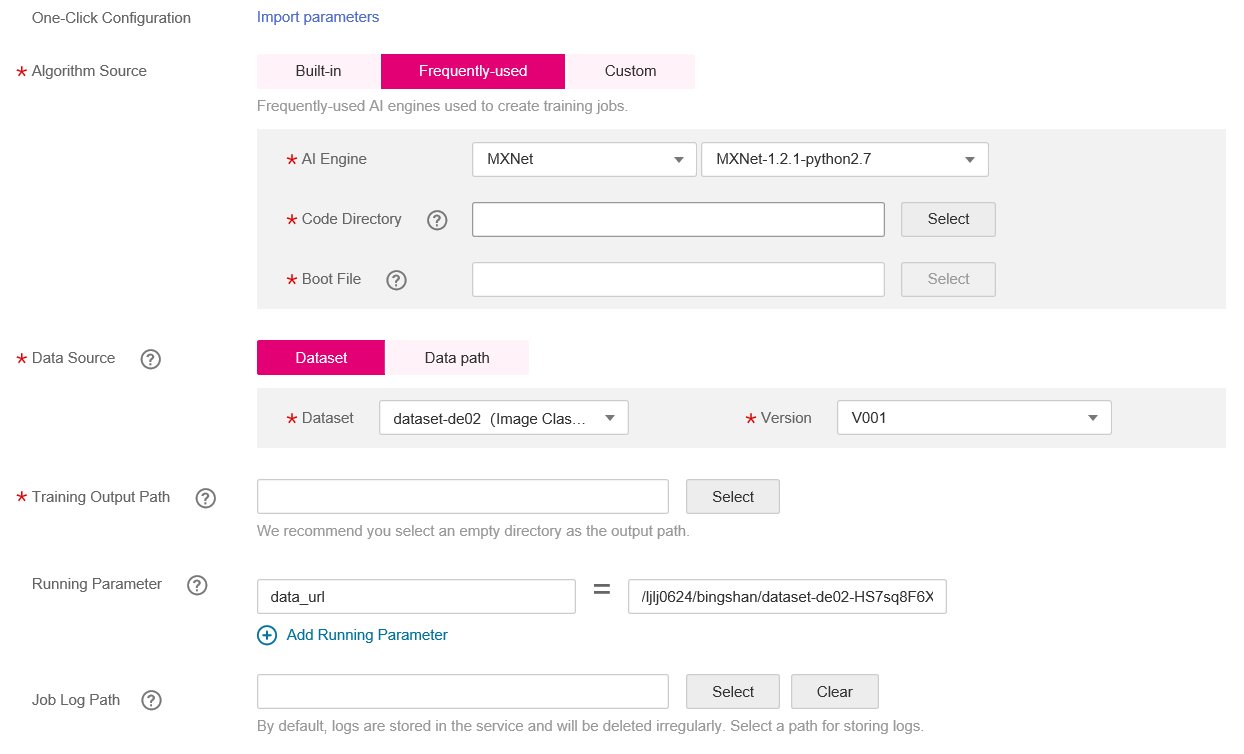 One-Click Configuration Import parameters
* Algorithm Source Built-in Frequently-used Custom
Frequently-used AI engines used to create training jobs.
* AI Engine MXNet MXNet-1.2.1-python2.7
* Code Directory ? Select
* Boot File ? Select
* Data Source ? Dataset Data path
* Dataset dataset-de02 (Image Clas... * Version V001
* Training Output Path ? Select
We recommend you select an empty directory as the output path.
Running Parameter ? data_url = /ljlj0624/bingshan/dataset-de02-HS7sq8F6X
+ Add Running Parameter
Job Log Path ? Select Clear
By default, logs are stored in the service and will be deleted irregularly. Select a path for storing logs.